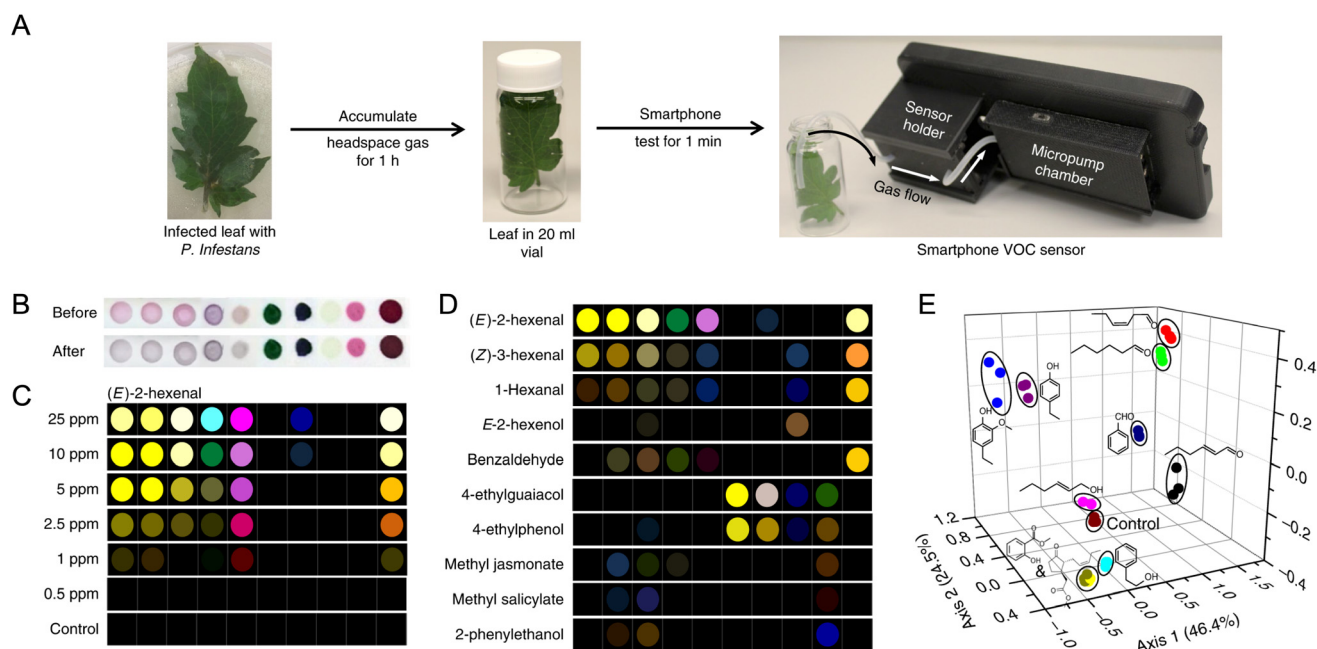 A
Accumulate
headspace gas
for 1 h
Smartphone
test for 1 min
Sensor
holder
Micropump
chamber
Gas flow
Infected leaf with
P. Infestans
Leaf in 20 ml
vial
Smartphone VOC sensor
B
Before
After
C
(E)-2-hexenal
25 ppm
10 ppm
5 ppm
2.5 ppm
1 ppm
0.5 ppm
Control
D
(E)-2-hexenal
(Z)-3-hexenal
1-Hexanal
E-2-hexenol
Benzaldehyde
4-ethylguaiacol
4-ethylphenol
Methyl jasmonate
Methyl salicylate
2-phenylethanol
E
O
O
OH
OH
O
CHO
O
OH
Control
O
O
OH
O
&
O
O
OH
0.4
0.2
0.0
−0.2
−0.4
1.2
0.8
0.4
0.0
0.4
Axis 2 (24.5%)
−1.0
−0.5
0.0
0.5
1.0
1.5
Axis 1 (46.4%)